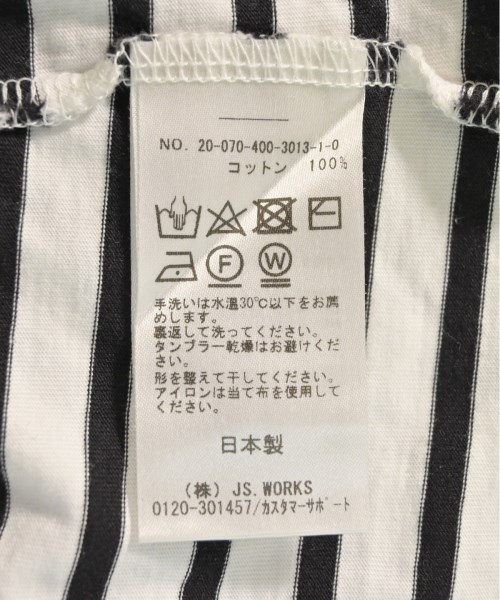 NO. 20-070-400-3013-1-0
コットン 100%
F W
手洗いは水温30℃以下をお薦
めします。
裏返して洗ってください。
タンブラー乾燥はお避けくださ
い。
形を整えて干してください。
アイロンは当て布を使用して
ください。
日本製
(株) JS.WORKS
0120-301457/カスタマーサポート